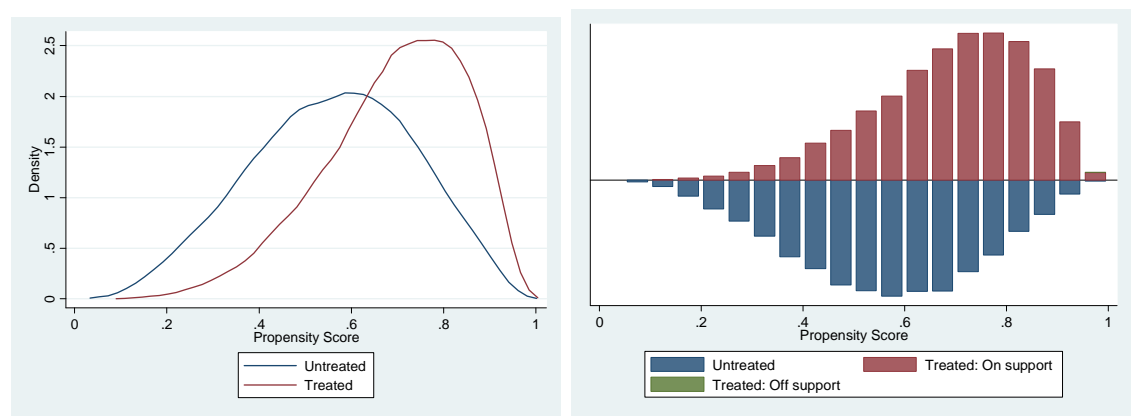 Density
2.5
2
1.5
1
.5
0
0 .2 .4 .6 .8 1
Propensity Score
Untreated
Treated
0 .2 .4 .6 .8 1
Propensity Score
Untreated Treated: On support
Treated: Off support